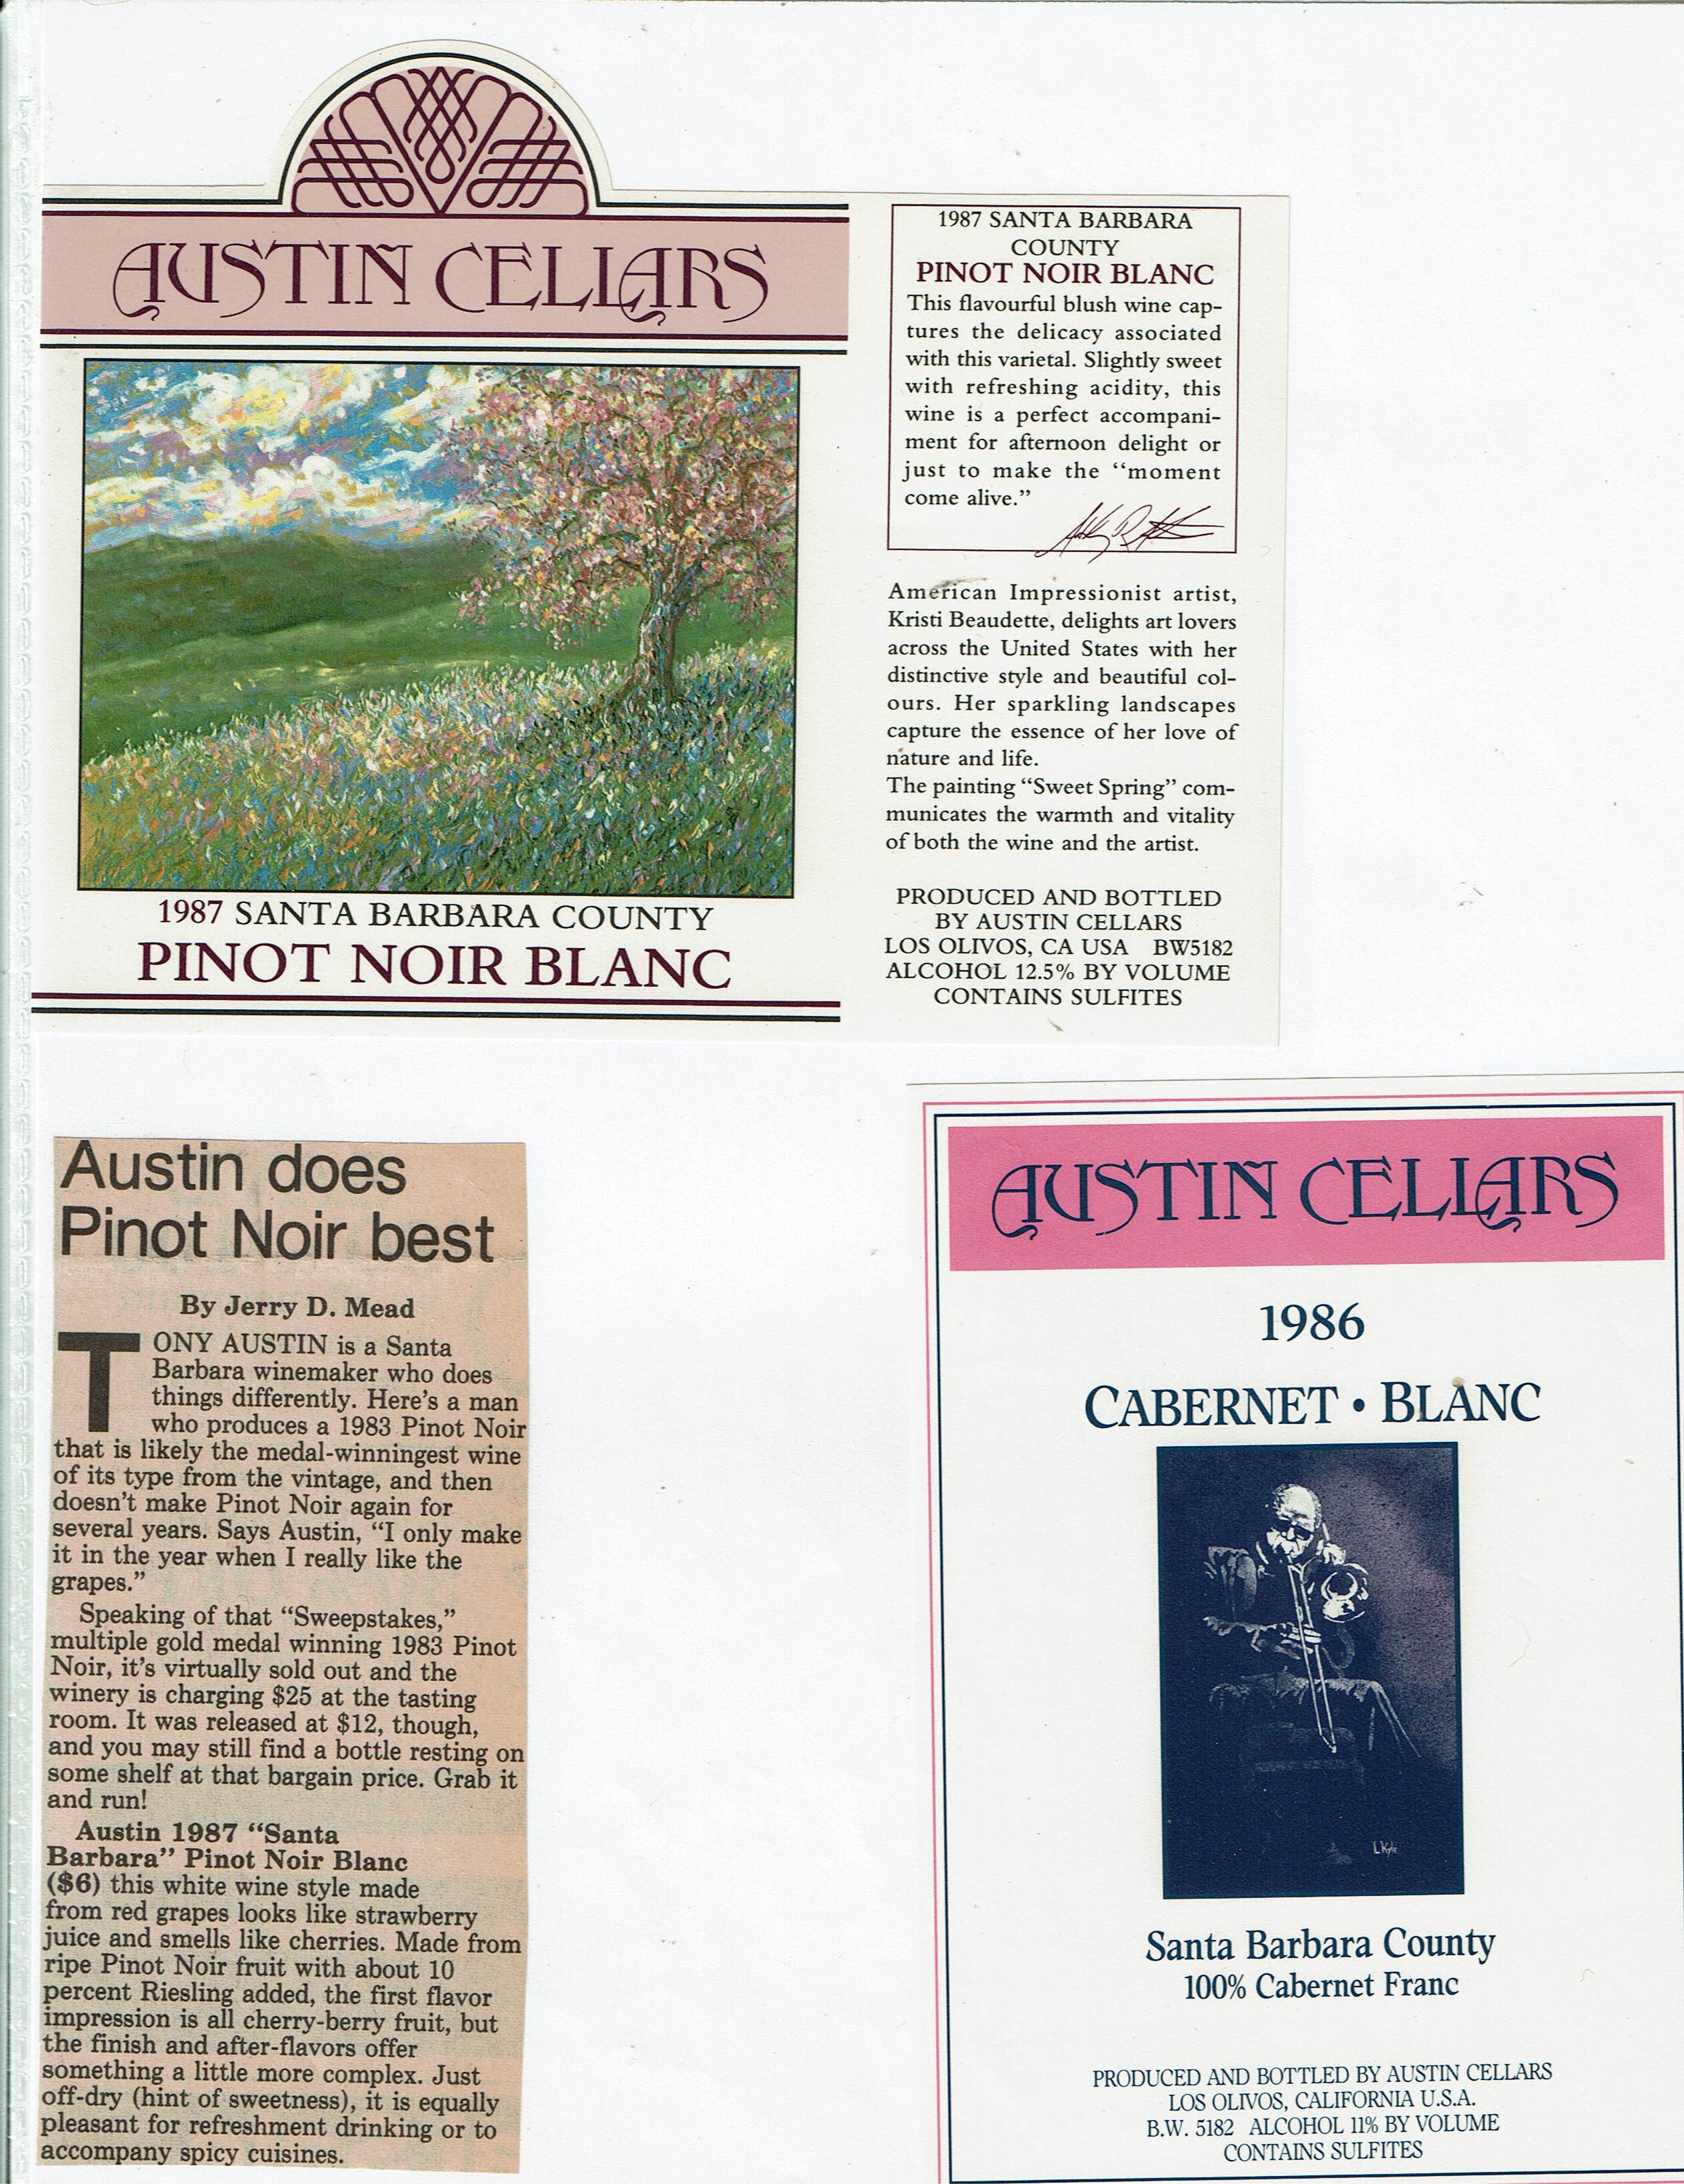 AUSTIN CELLARS
1987 SANTA BARBARA COUNTY
PINOT NOIR BLANC
1987 SANTA BARBARA
COUNTY
PINOT NOIR BLANC
This flavourful blush wine cap-
tures the delicacy associated
with this varietal. Slightly sweet
with refreshing acidity, this
wine is a perfect accompani-
ment for afternoon delight or
just to make the “moment
come alive.”
American Impressionist artist,
Kristi Beaudette, delights art lovers
across the United States with her
distinctive style and beautiful col-
ours. Her sparkling landscapes
capture the essence of her love of
nature and life.
The painting “Sweet Spring” com-
municates the warmth and vitality
of both the wine and the artist.
PRODUCED AND BOTTLED
BY AUSTIN CELLARS
LOS OLIVOS, CA USA BW5182
ALCOHOL 12.5% BY VOLUME
CONTAINS SULFITES
Austin does
Pinot Noir best
By Jerry D. Mead
TONY AUSTIN is a Santa
Barbara winemaker who does
things differently. Here’s a man
who produces a 1983 Pinot Noir
that is likely the medal-winningest wine
of its type from the vintage, and then
doesn’t make Pinot Noir again for
several years. Says Austin, “I only make
it in the year when I really like the
grapes.”
Speaking of that “Sweepstakes,”
multiple gold medal winning 1983 Pinot
Noir, it’s virtually sold out and the
winery is charging $25 at the tasting
room. It was released at $12, though,
and you may still find a bottle resting on
some shelf at that bargain price. Grab it
and run!
Austin 1987 “Santa
Barbara” Pinot Noir Blanc
($6) this white wine style made
from red grapes looks like strawberry
juice and smells like cherries. Made from
ripe Pinot Noir fruit with about 10
percent Riesling added, the first flavor
impression is all cherry-berry fruit, but
the finish and after-flavors offer
something a little more complex. Just
off-dry (hint of sweetness), it is equally
pleasant for refreshment drinking or to
accompany spicy cuisines.
AUSTIN CELLARS
1986
CABERNET • BLANC
L Kyle
Santa Barbara County
100% Cabernet Franc
PRODUCED AND BOTTLED BY AUSTIN CELLARS
LOS OLIVOS, CALIFORNIA U.S.A.
B.W. 5182 ALCOHOL 11% BY VOLUME
CONTAINS SULFITES